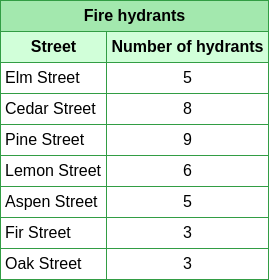 Fire hydrants
Street Number of hydrants
Elm Street 5
Cedar Street 8
Pine Street 9
Lemon Street 6
Aspen Street 5
Fir Street 3
Oak Street 3